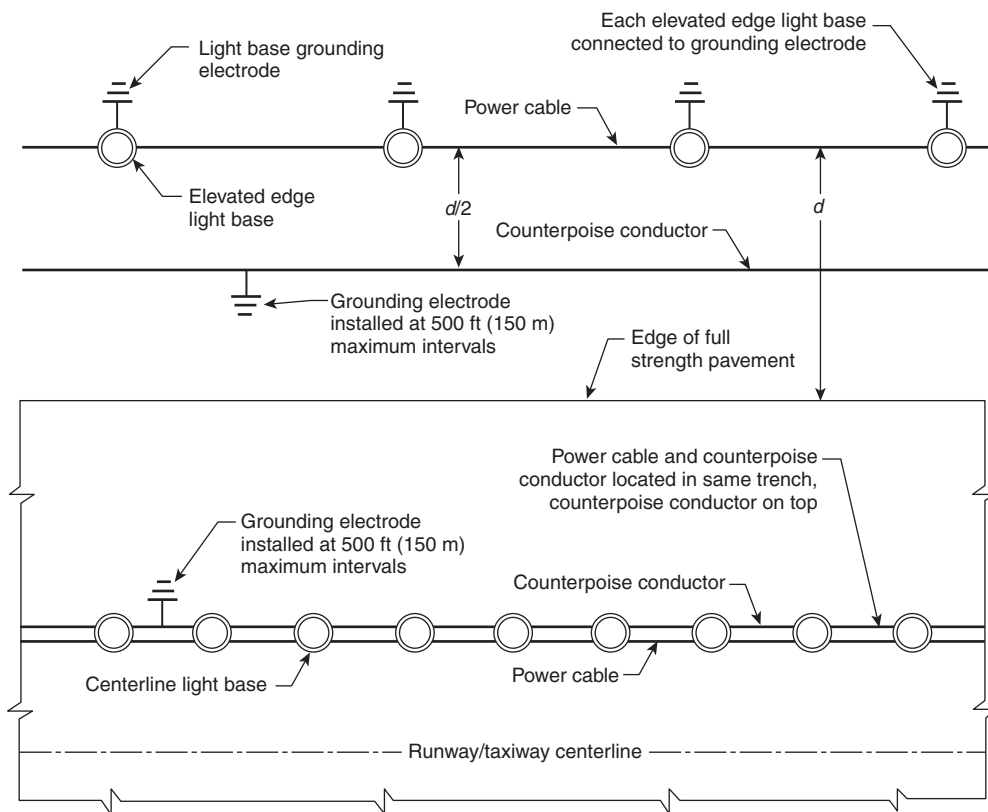 Light base grounding
electrode
Each elevated edge light base
connected to grounding electrode
Power cable
Elevated edge
light base
d/2
d
Counterpoise conductor
Grounding electrode
installed at 500 ft (150 m)
maximum intervals
Edge of full
strength pavement
Power cable and counterpoise
conductor located in same trench,
counterpoise conductor on top
Grounding electrode
installed at 500 ft (150 m)
maximum intervals
Counterpoise conductor
Centerline light base
Power cable
Runway/taxiway centerline